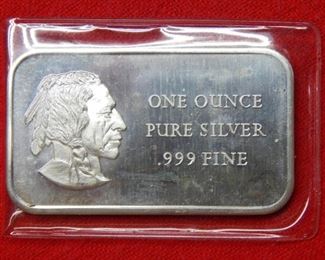 ONE OUNCE
PURE SILVER
.999 FINE